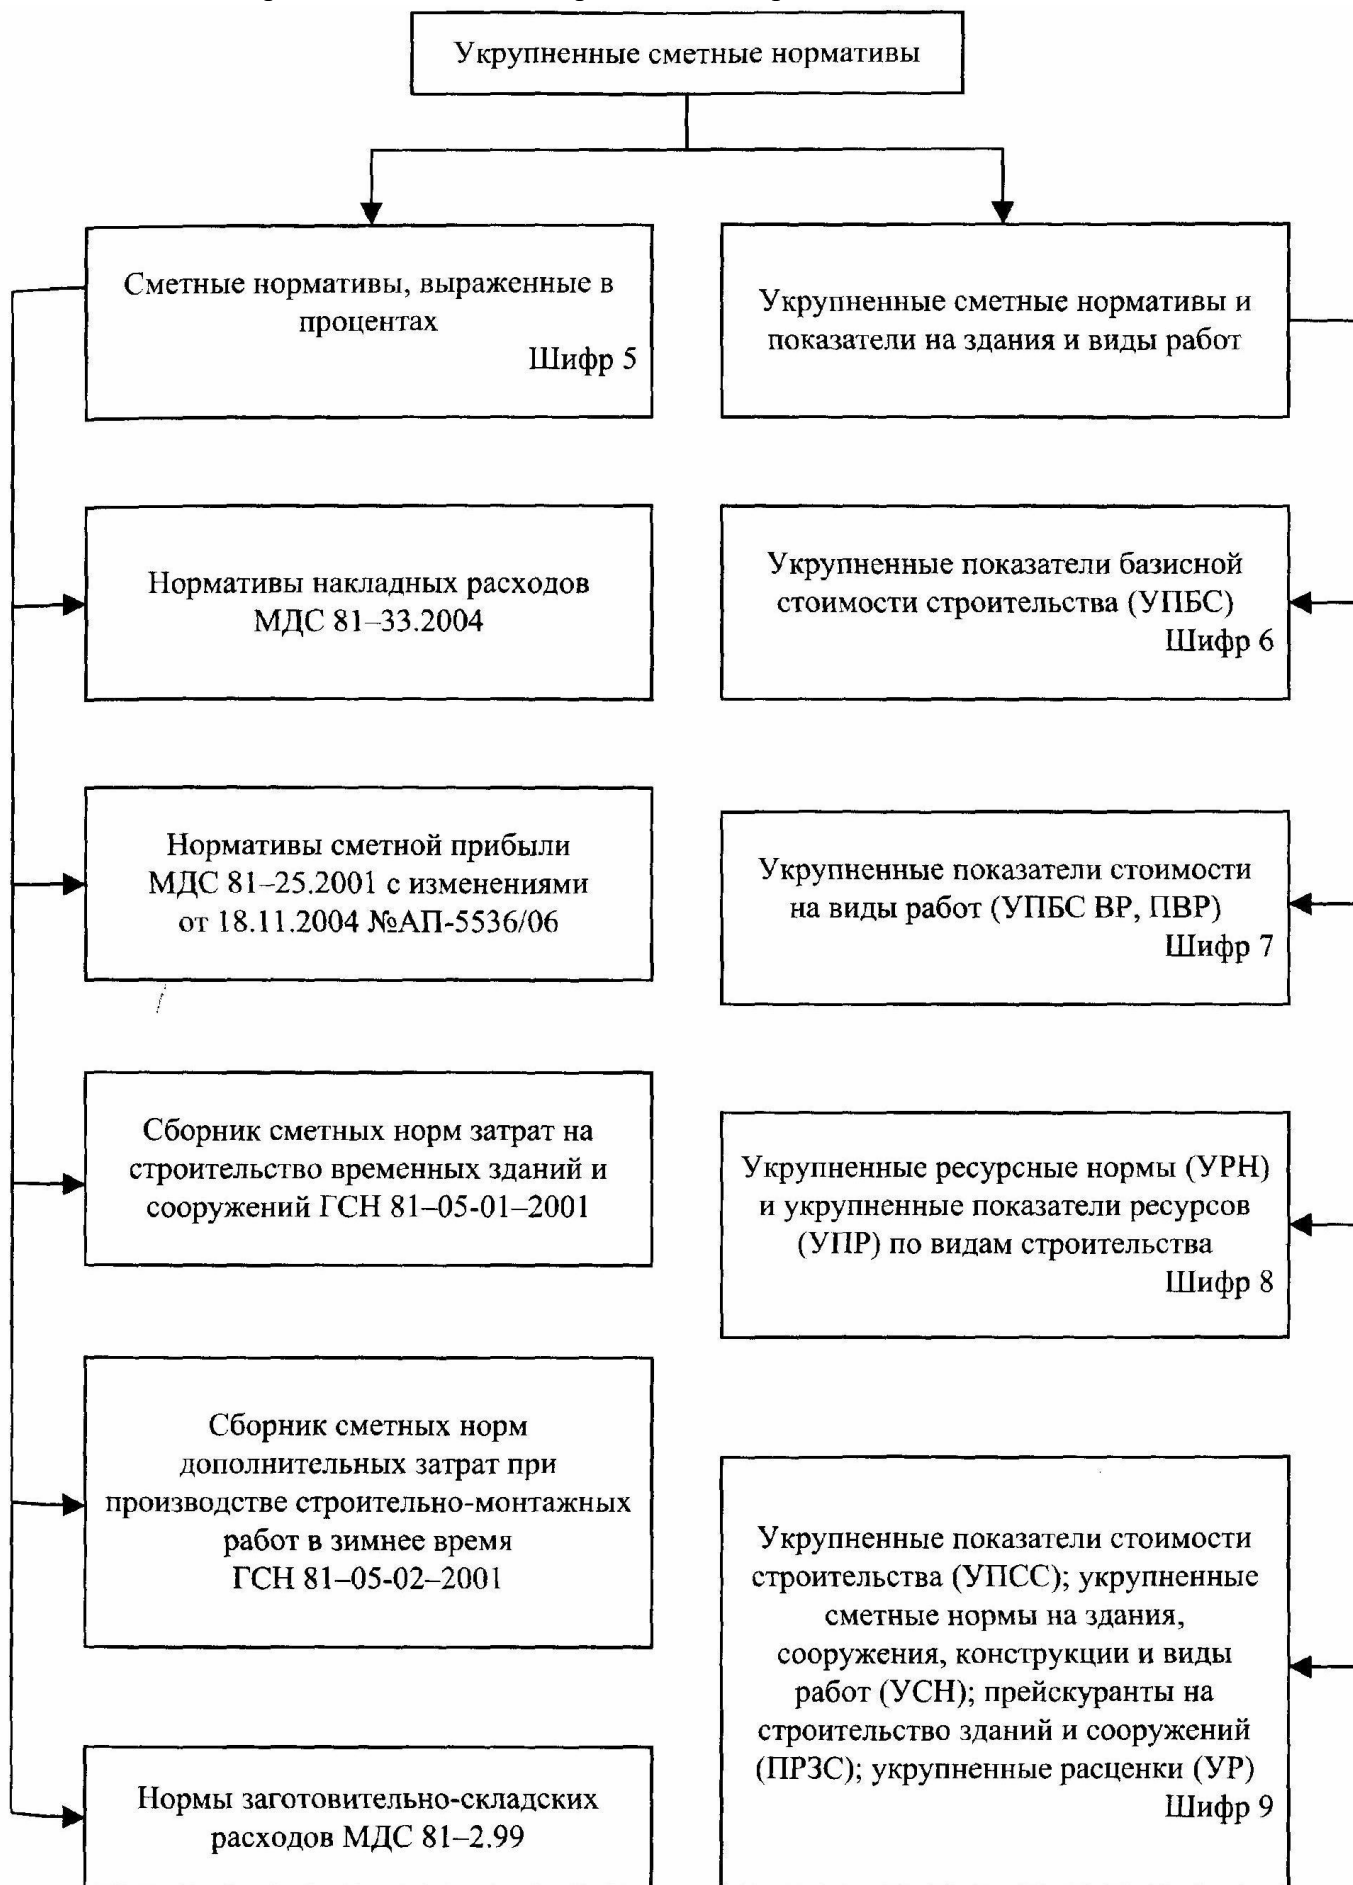 Укрупненные сметные нормативы
Сметные нормативы, выраженные в
процентах
Шифр 5
Укрупненные сметные нормативы и
показатели на здания и виды работ
Нормативы накладных расходов
МДС 81–33.2004
Укрупненные показатели базисной
стоимости строительства (УПБС)
Шифр 6
Нормативы сметной прибыли
МДС 81–25.2001 с изменениями
от 18.11.2004 №АП-5536/06
Укрупненные показатели стоимости
на виды работ (УПБС ВР, ПВР)
Шифр 7
Сборник сметных норм затрат на
строительство временных зданий и
сооружений ГСН 81–05-01–2001
Укрупненные ресурсные нормы (УРН)
и укрупненные показатели ресурсов
(УПР) по видам строительства
Шифр 8
Сборник сметных норм
дополнительных затрат при
производстве строительно-монтажных
работ в зимнее время
ГСН 81–05-02–2001
Укрупненные показатели стоимости
строительства (УПСС); укрупненные
сметные нормы на здания,
сооружения, конструкции и виды
работ (УСН); прейскуранты на
строительство зданий и сооружений
(ПРЗС); укрупненные расценки (УР)
Шифр 9
Нормы заготовительно-складских
расходов МДС 81–2.99